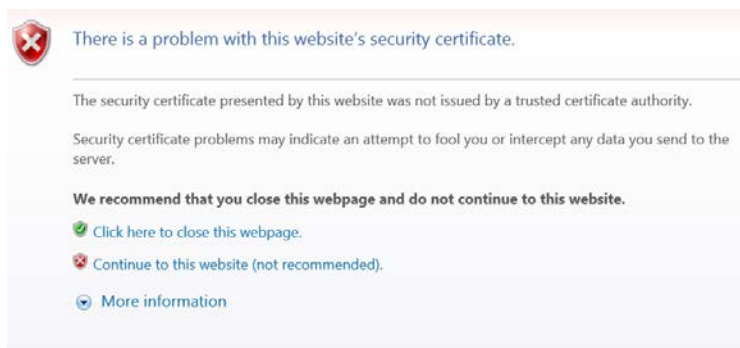 There is a problem with this website's security certificate.
The security certificate presented by this website was not issued by a trusted certificate authority.
Security certificate problems may indicate an attempt to fool you or intercept any data you send to the
server.
We recommend that you close this webpage and do not continue to this website.
Click here to close this webpage.
Continue to this website (not recommended).
More information